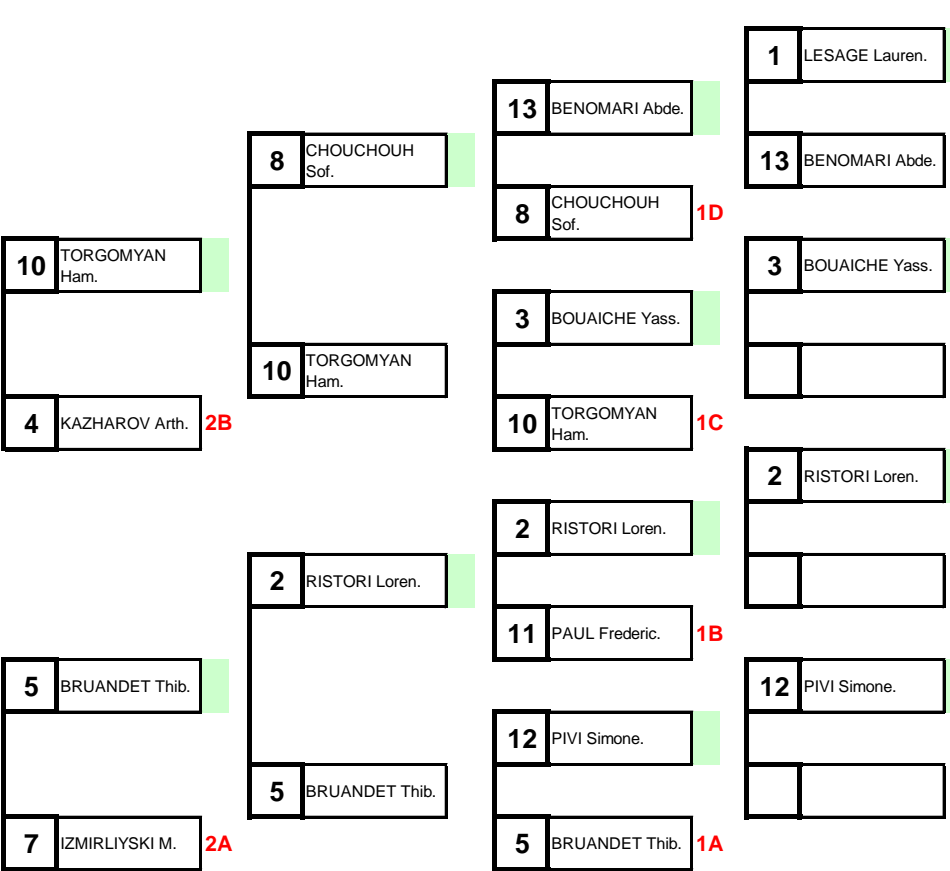 1 LESAGE Lauren.
13 BENOMARI Abde.
8 CHOUCHOUH
Sof.
13 BENOMARI Abde.
8 CHOUCHOUH
Sof. 1D
10 TORGOMYAN
Ham.
3 BOUAICHE Yass.
3 BOUAICHE Yass.
10 TORGOMYAN
Ham.
4 KAZHAROV Arth. 2B
10 TORGOMYAN
Ham. 1C
2 RISTORI Loren.
2 RISTORI Loren.
2 RISTORI Loren.
11 PAUL Frederic. 1B
5 BRUANDET Thib.
12 PIVI Simone.
12 PIVI Simone.
5 BRUANDET Thib.
7 IZMIRLIYSKI M. 2A
5 BRUANDET Thib. 1A